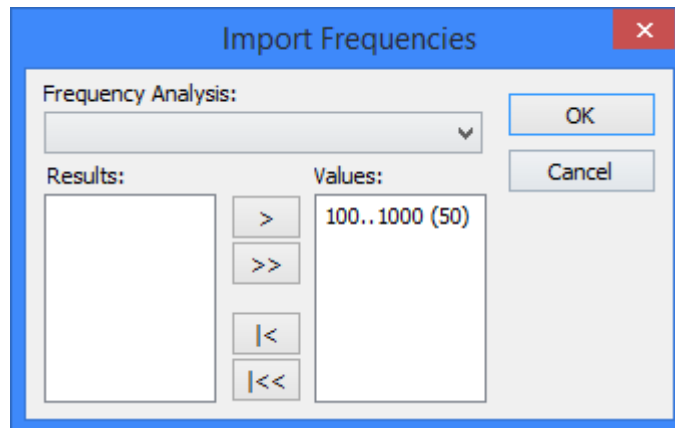 Import Frequencies
×
Frequency Analysis:
OK
Cancel
Results:
Values:
>
>>
|<
|<<
100..1000 (50)